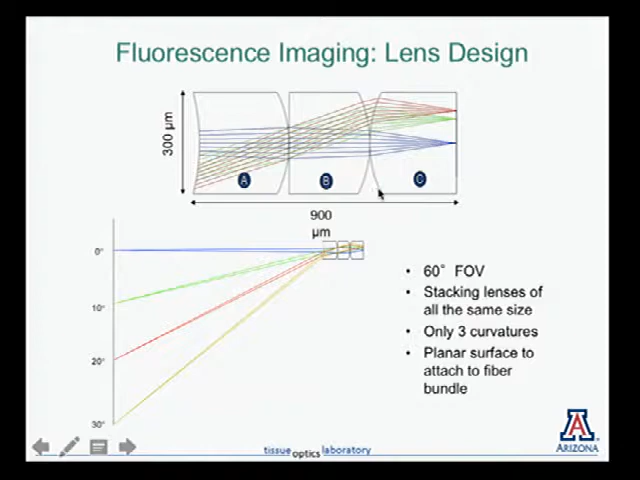 Fluorescence Imaging: Lens Design
300 μm
A
B
C
900
μm
0°
10°
20°
30°
• 60° FOV
• Stacking lenses of
all the same size
• Only 3 curvatures
• Planar surface to
attach to fiber
bundle
tissue optics laboratory
A
ARIZONA